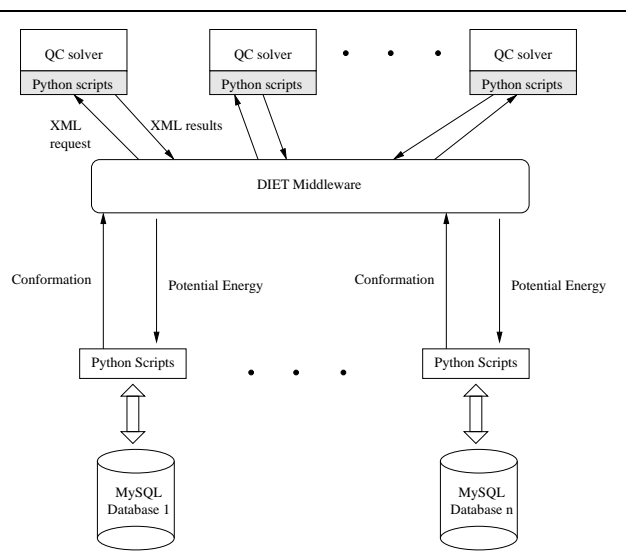 QC solver
Python scripts
QC solver
Python scripts
QC solver
Python scripts
XML
request
XML results
DIET Middleware
Conformation
Potential Energy
Conformation
Potential Energy
Python Scripts
Python Scripts
MySQL
Database 1
MySQL
Database n